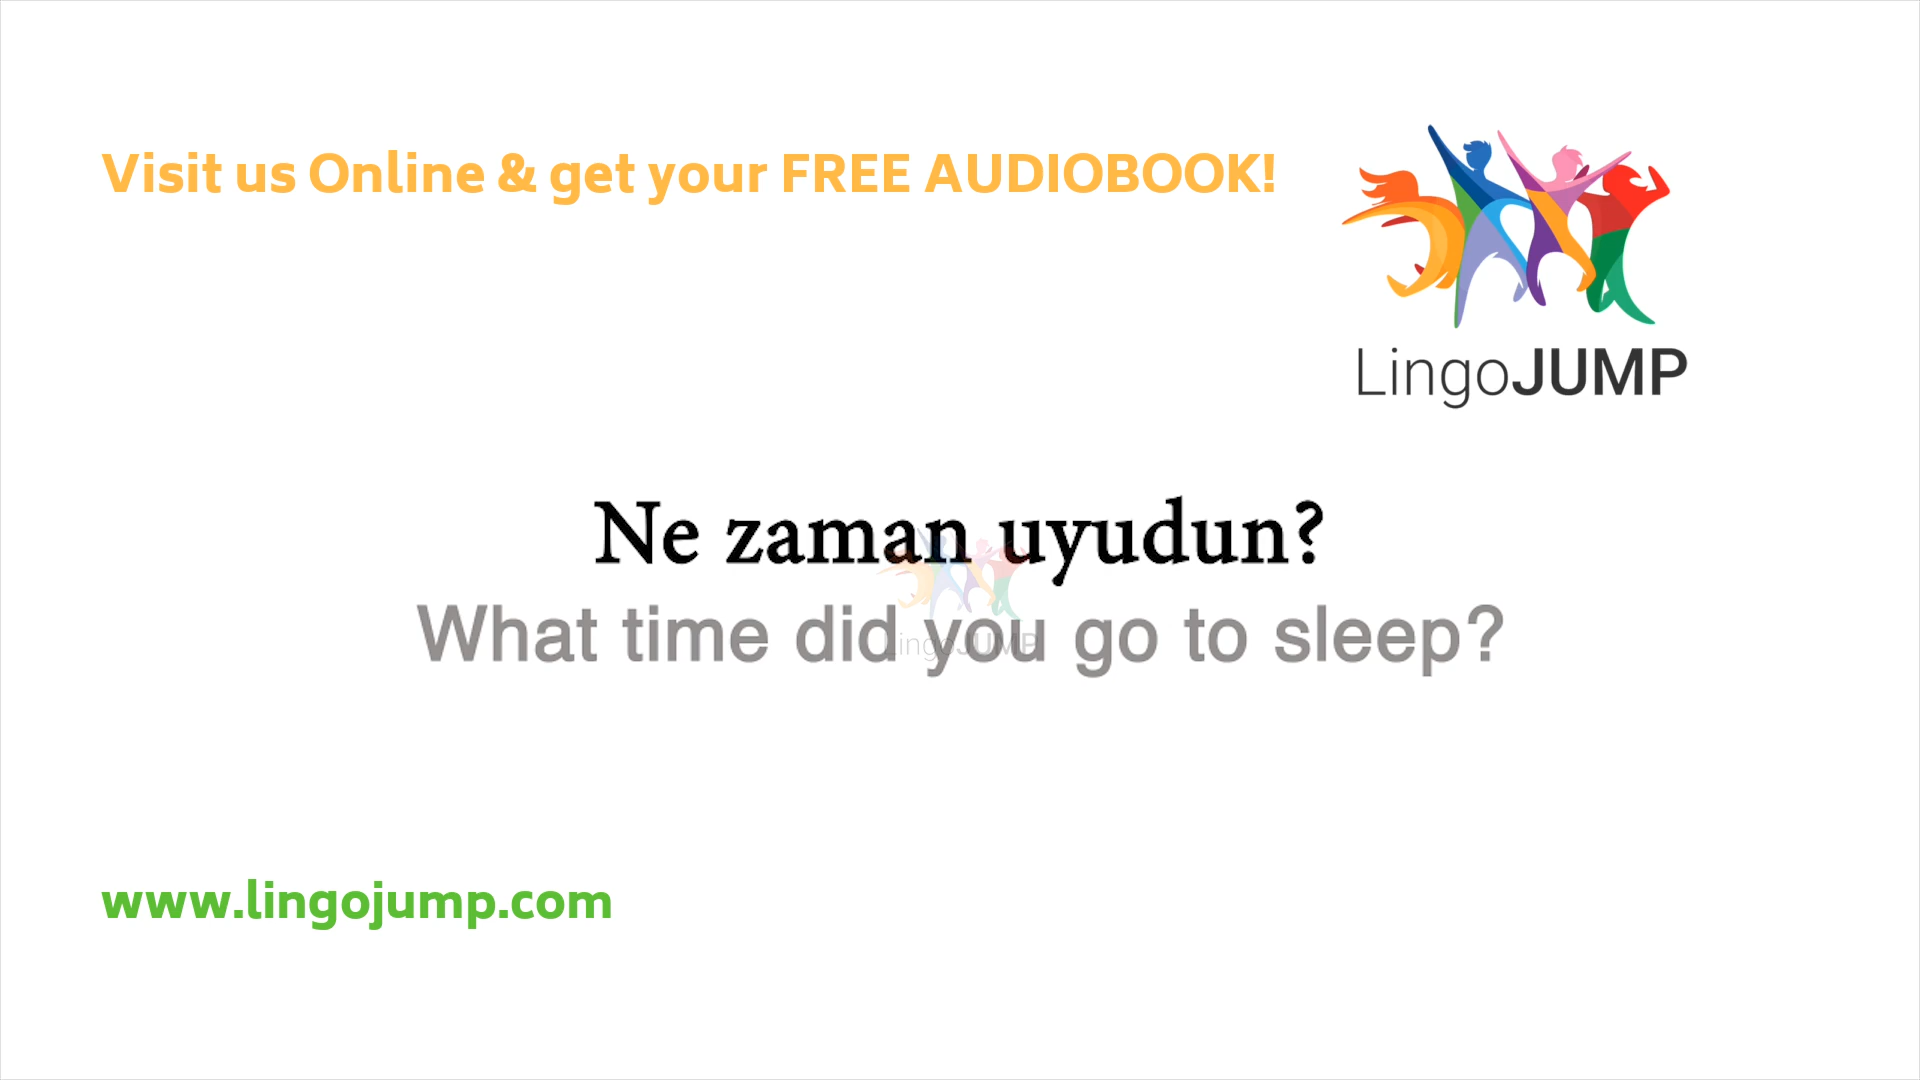 Visit us Online & get your FREE AUDIOBOOK!
LingoJUMP
Ne zaman uyudun?
What time did you go to sleep?
LingoJUMP
www.lingojump.com